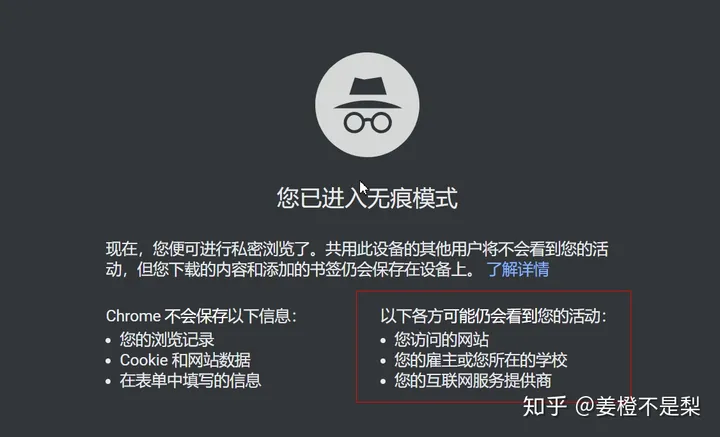 您已进入无痕模式
现在，您便可进行私密浏览了。共用此设备的其他用户将不会看到您的活
动，但您下载的内容和添加的书签仍会保存在设备上。 了解详情
Chrome 不会保存以下信息：
• 您的浏览记录
• Cookie 和网站数据
• 在表单中填写的信息
以下各方可能仍会看到您的活动：
• 您访问的网站
• 您的雇主或您所在的学校
• 您的互联网服务提供商
知乎 @姜橙不是梨